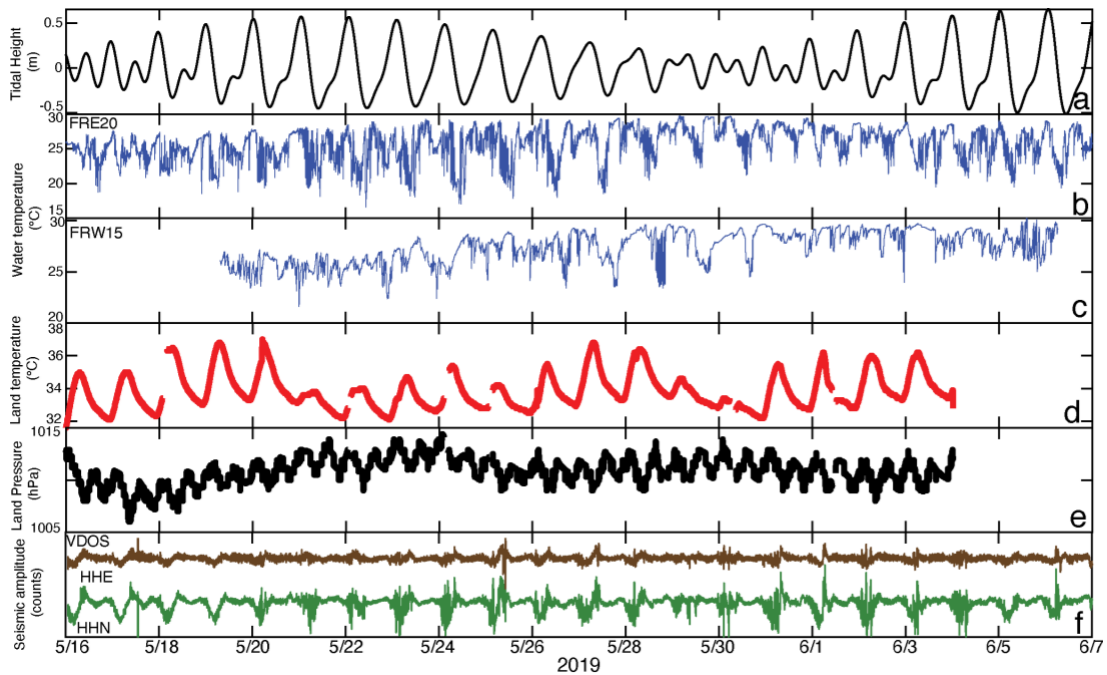 0.5
0
-0.5
Tidal Height
(m)
a
30
25
20
15
FRE20
b
Water temperature
(°C)
30
25
20
FRW15
c
38
36
34
32
Land temperature
(°C)
d
1015
1005
Land Pressure
(hPa)
e
Seismic amplitude
(counts)
VDOS
HHE
HHN
f
5/16 5/18 5/20 5/22 5/24 5/26 5/28 5/30 6/1 6/3 6/5 6/7
2019